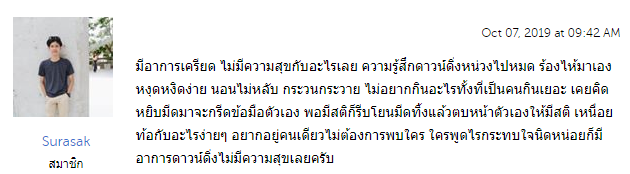 Oct 07, 2019 at 09:42 AM
มีอาการเครียด ไม่มีความสุขกับอะไรเลย ความรู้สึกดาวน์ดิ่งหน่วงไปหมด ร้องไห้มาเอง
หงุดหงิดง่าย นอนไม่หลับ กระวนกระวาย ไม่อยากกินอะไรทั้งที่เป็นคนกินเยอะ เคยคิด
หยิบมีดมาจะกรีดข้อมือตัวเอง พอมีสติก็รีบโยนมีดทิ้งแล้วตบหน้าตัวเองให้มีสติ เหนื่อย
ท้อกับอะไรง่ายๆ อยากอยู่คนเดียวไม่ต้องการพบใคร ใครพูดไรกระทบใจนิดหน่อยก็มี
อาการดาวน์ดิ่งไม่มีความสุขเลยครับ
Surasak
สมาชิก